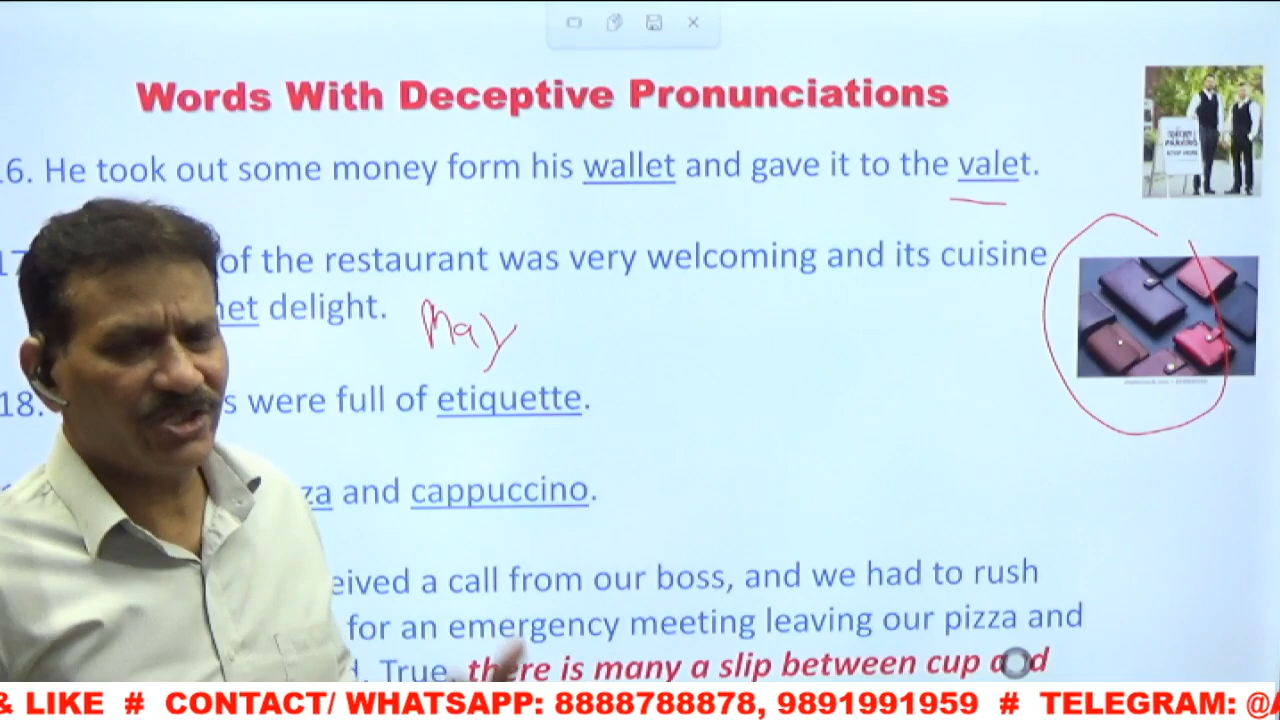 Words With Deceptive Pronunciations
16. He took out some money form his wallet and gave it to the valet.
17 of the restaurant was very welcoming and its cuisine
net delight.
May
18. s were full of etiquette.
za and cappuccino.
eived a call from our boss, and we had to rush
for an emergency meeting leaving our pizza and
d. True, there is many a slip between cup and
& LIKE # CONTACT/ WHATSAPP: 8888788878, 9891991959 # TELEGRAM: @